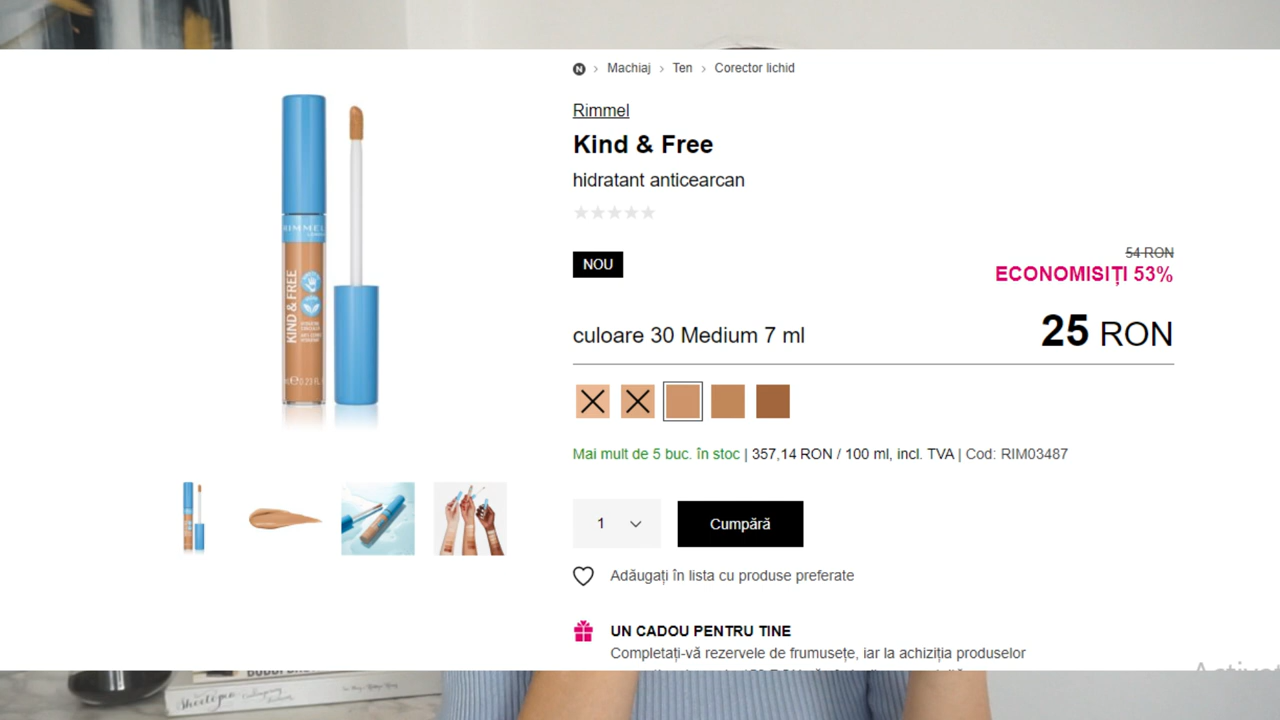 N > Machiaj > Ten > Corector lichid
Rimmel
Kind & Free
hidratant anticearcan
NOU
54 RON
ECONOMISIȚI 53%
culoare 30 Medium 7 ml
25 RON
Mai mult de 5 buc. în stoc | 357,14 RON / 100 ml, incl. TVA | Cod: RIM03487
1
Cumpără
Adăugați în lista cu produse preferate
UN CADOU PENTRU TINE
Completați-vă rezervele de frumusețe, iar la achiziția produselor
RIMMEL
KIND & FREE
0.23 FL